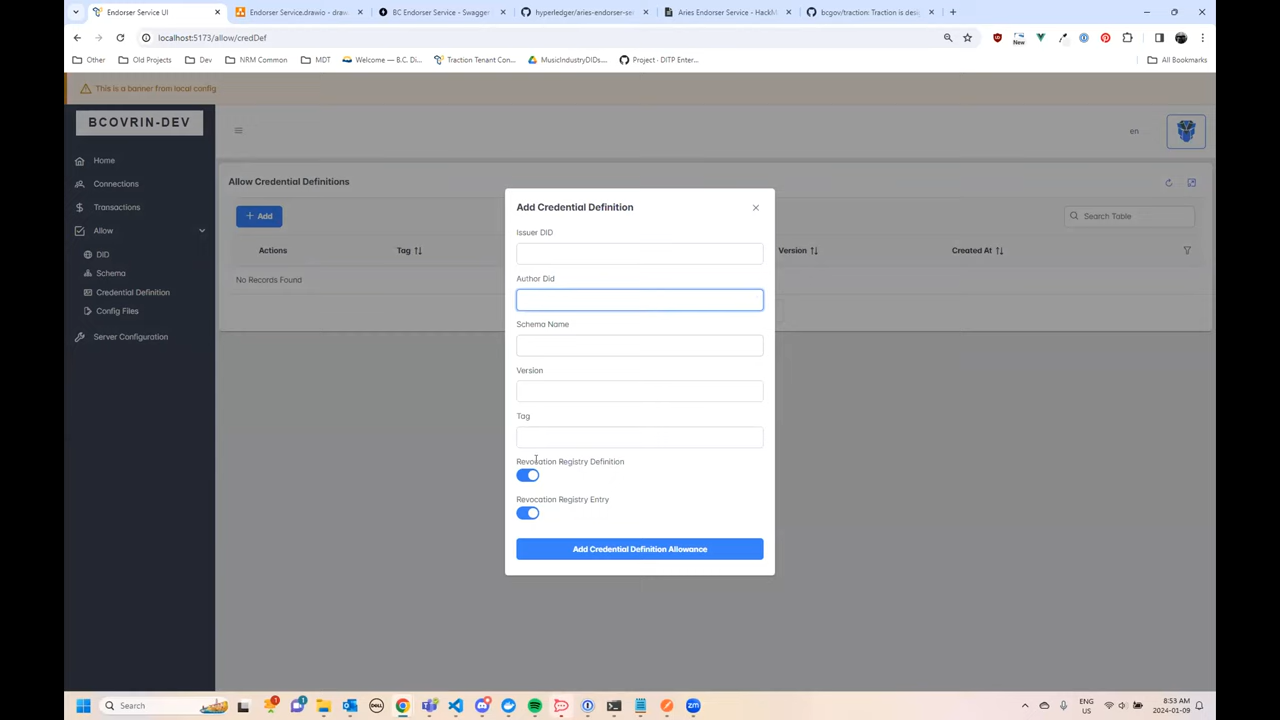 Endorser Service UI
Endorser Service.drawio - draw
BC Endorser Service - Swagger
hyperledger/aries-endorser-se
Aries Endorser Service - HackM
bcgov/traction: Traction is desi
localhost:5173/allow/credDef
New
Other
Old Projects
Dev
NRM Common
MDT
Welcome — B.C. Di...
Traction Tenant Con...
MusicIndustryDIDs....
Project · DITP Enter...
All Bookmarks
This is a banner from local config
BCOVRIN-DEV
en
Home
Connections
Transactions
Allow
DID
Schema
Credential Definition
Config Files
Server Configuration
Allow Credential Definitions
+ Add
Search Table
Actions
Tag
Version
Created At
No Records Found
Add Credential Definition
Issuer DID
Author Did
Schema Name
Version
Tag
Revocation Registry Definition
Revocation Registry Entry
Add Credential Definition Allowance
Search
DELL
zm
ENG
US
8:53 AM
2024-01-09